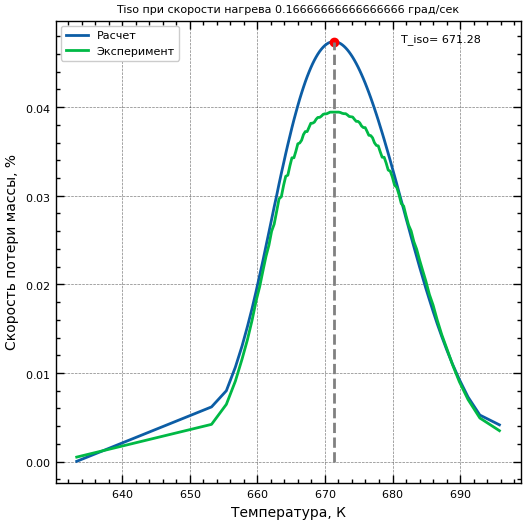 Tiso при скорости нагрева 0.16666666666666666 град/сек
Расчет
Эксперимент
T_iso= 671.28
Скорость потери массы, %
0.04
0.03
0.02
0.01
0.00
640 650 660 670 680 690
Температура, К